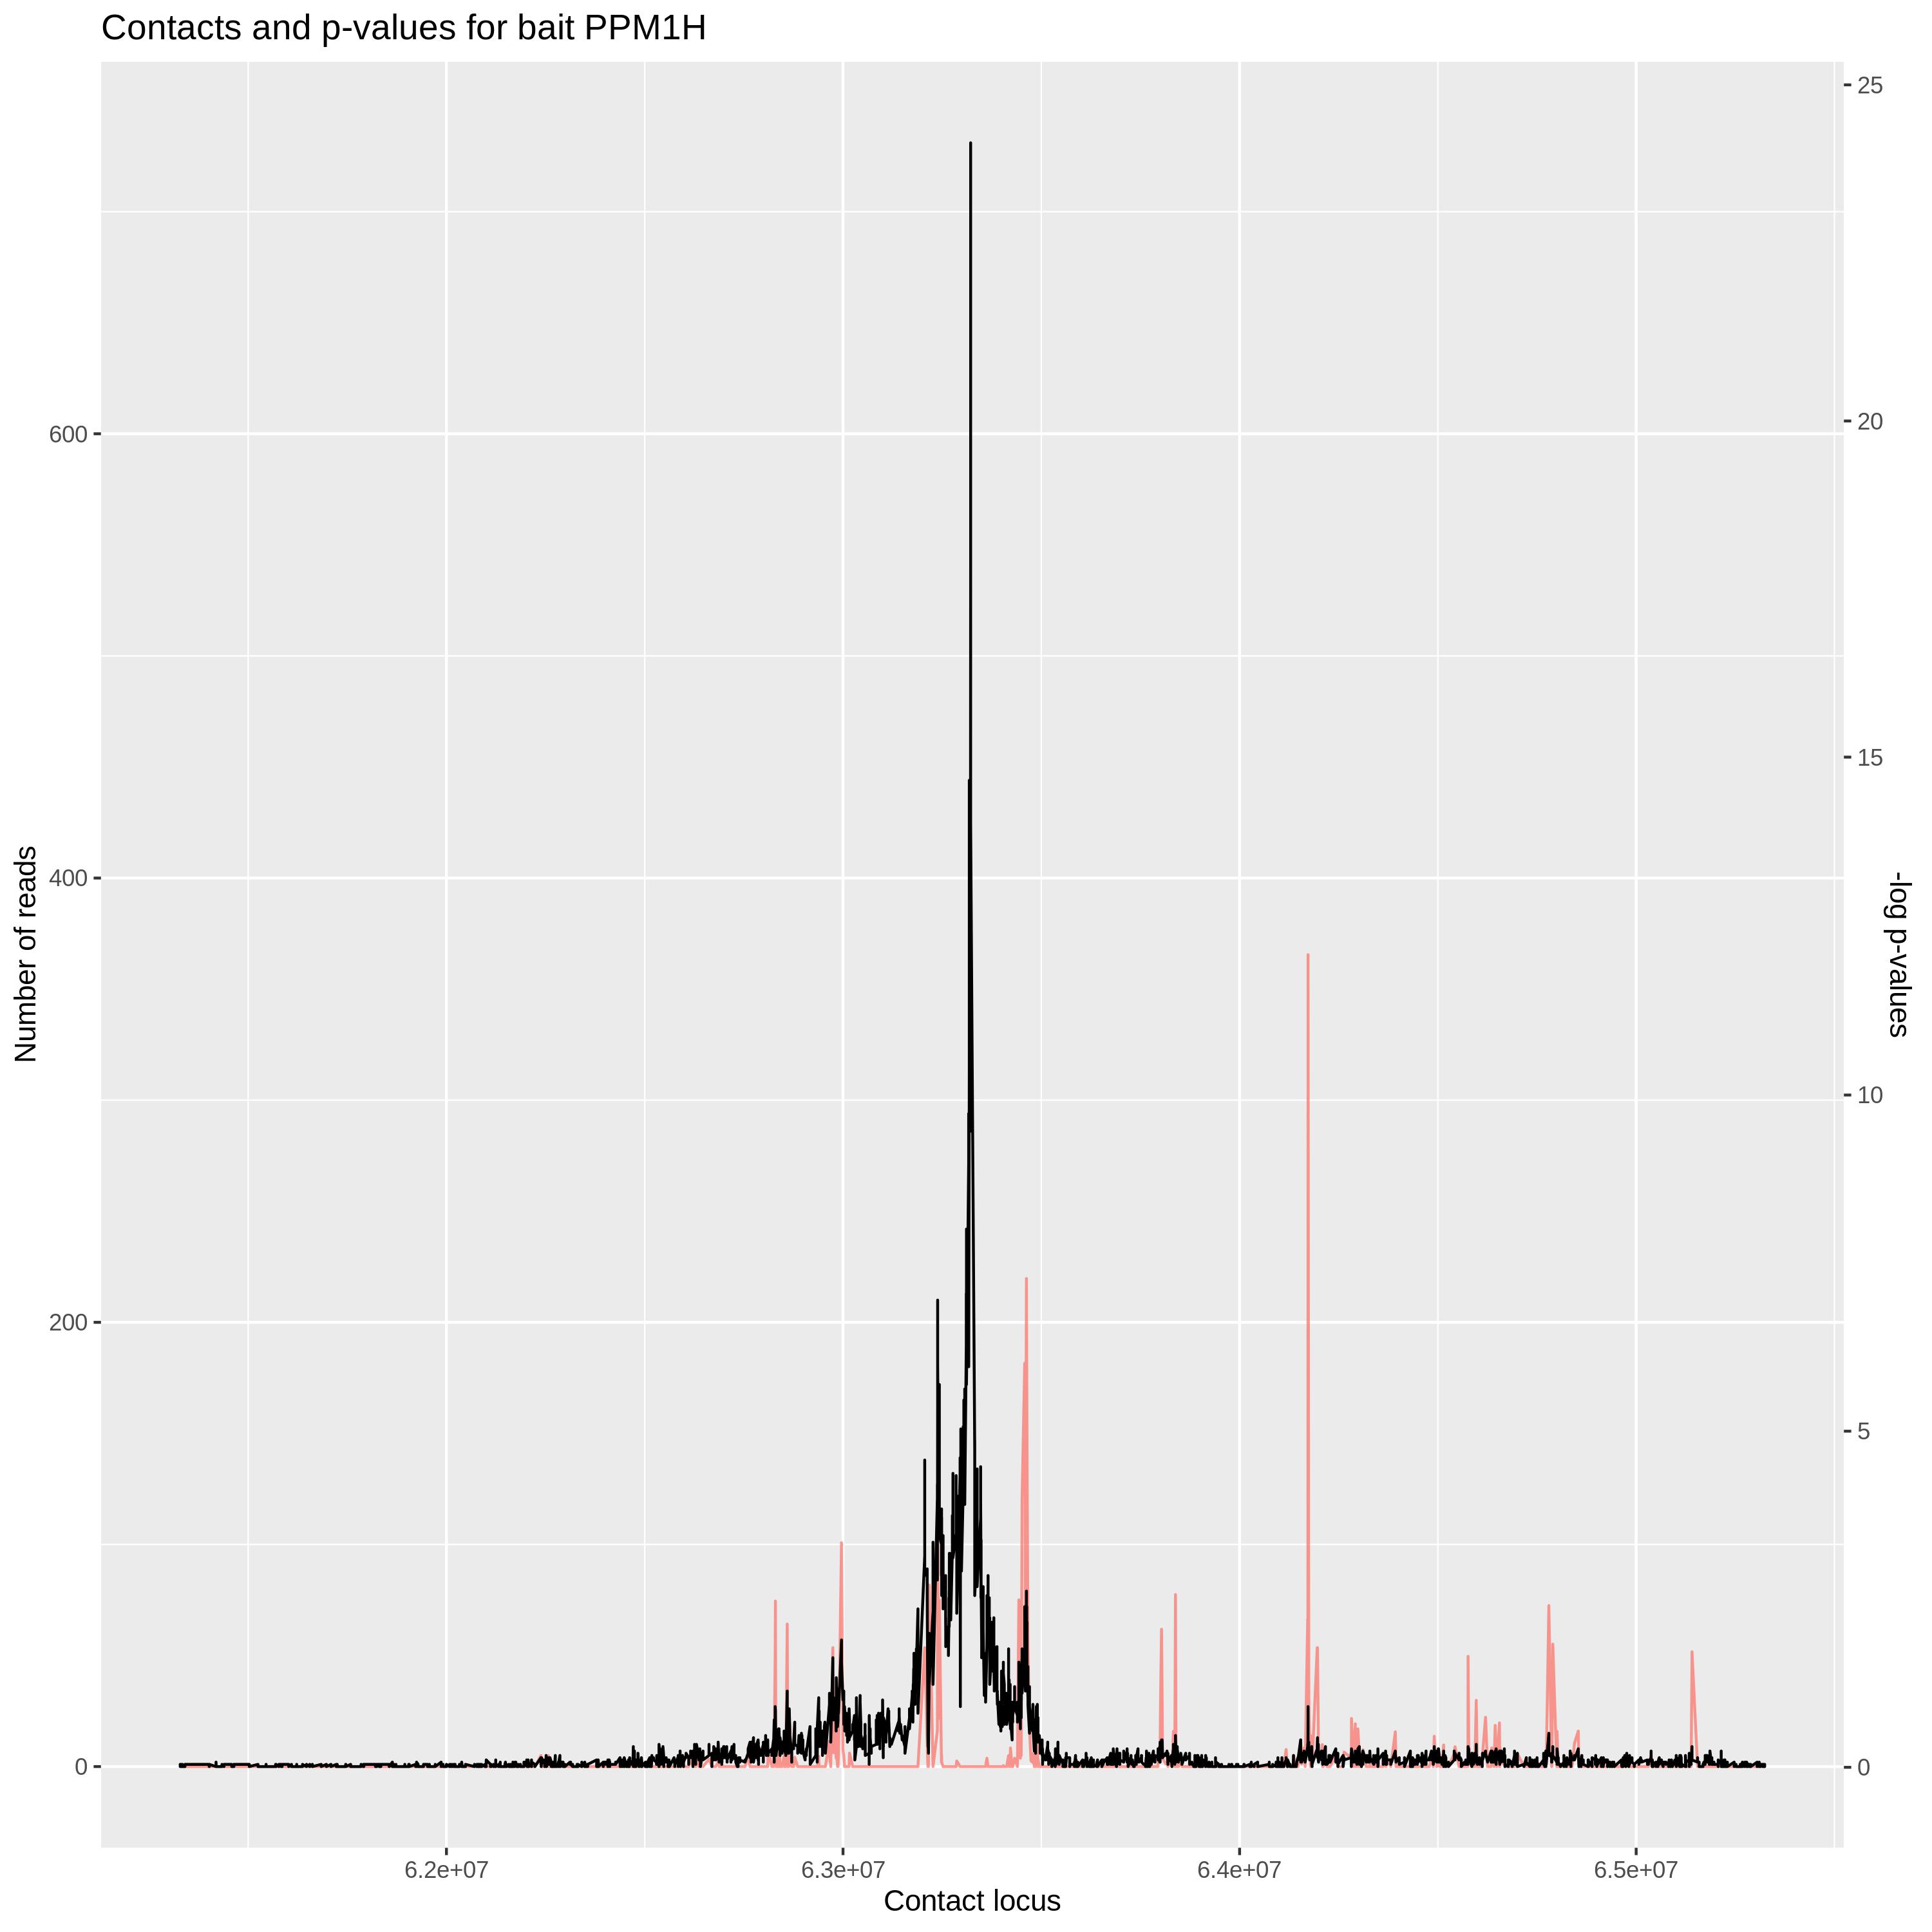 Contacts and p-values for bait PPM1H
Number of reads
600
400
200
0
25
20
15
10
5
0
-log p-values
6.2e+07
6.3e+07
6.4e+07
6.5e+07
Contact locus